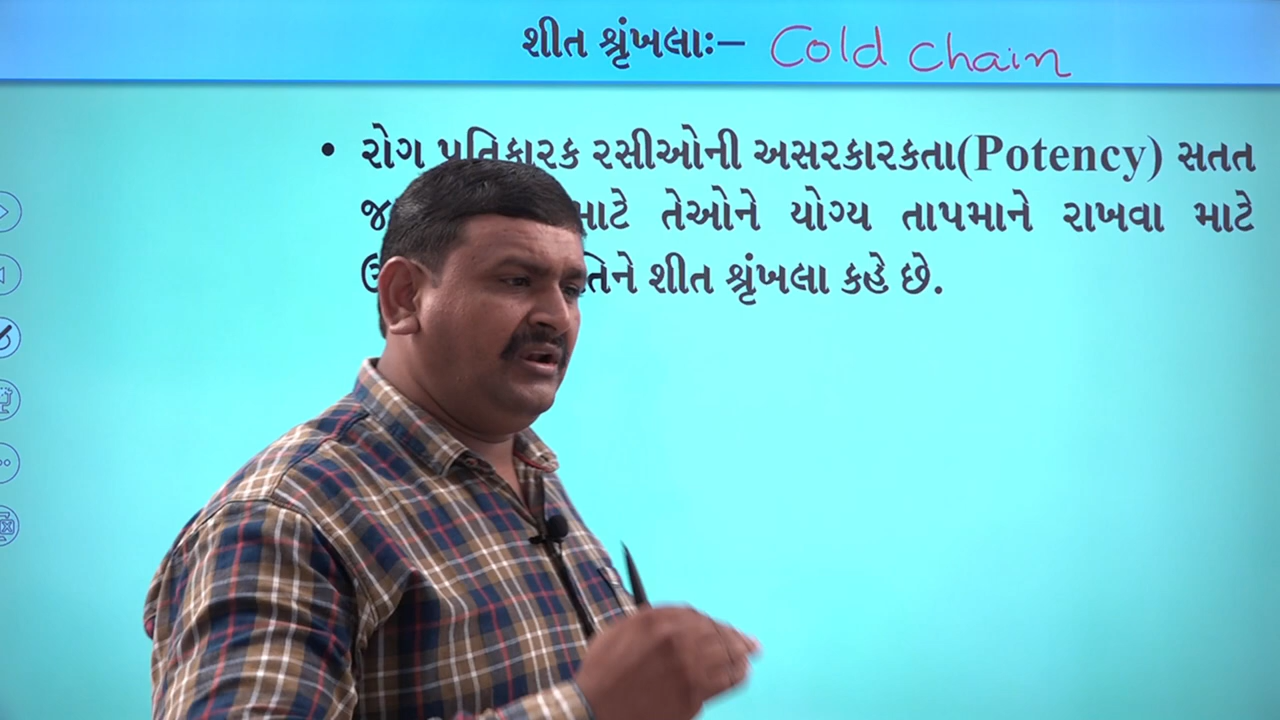 શીત શ્રૃંખલાઃ– Cold chain
• રોગ પ્રતિકારક રસીઓની અસરકારકતા(Potency) સતત
માટે તેઓને યોગ્ય તાપમાને રાખવા માટે
શીત શ્રૃંખલા કહે છે.